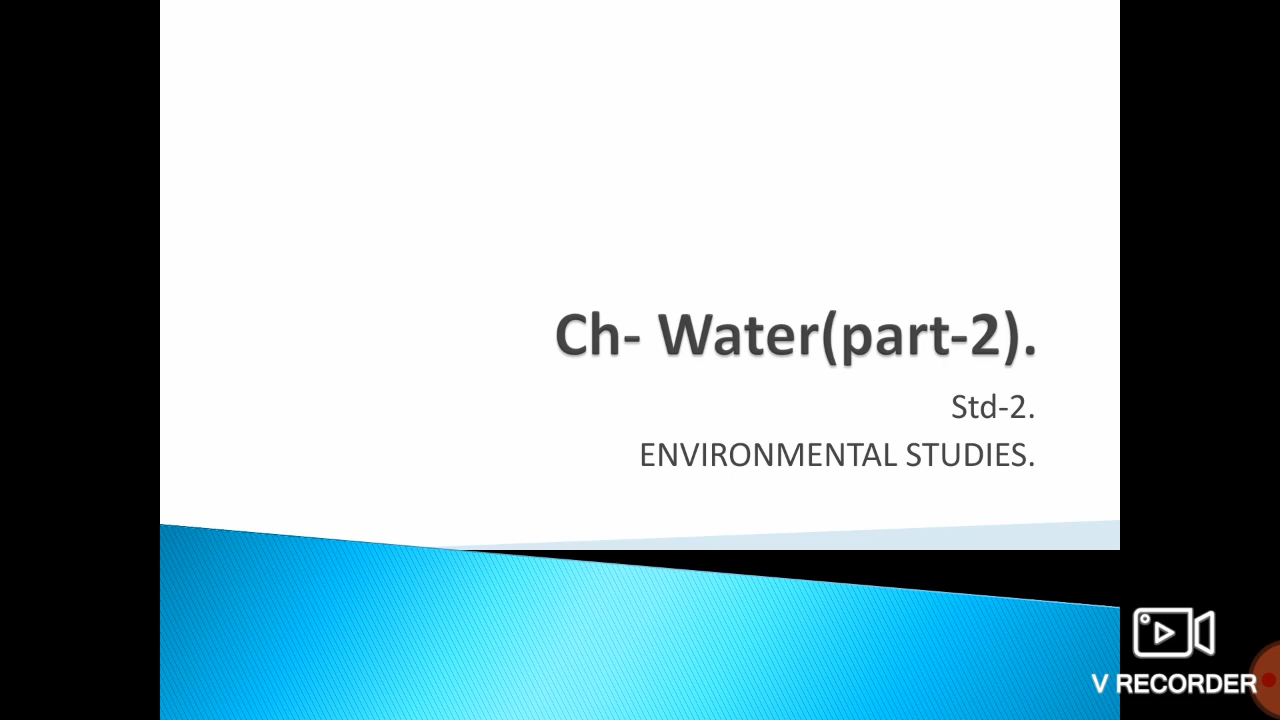 Ch- Water(part-2).
Std-2.
ENVIRONMENTAL STUDIES.
V RECORDER